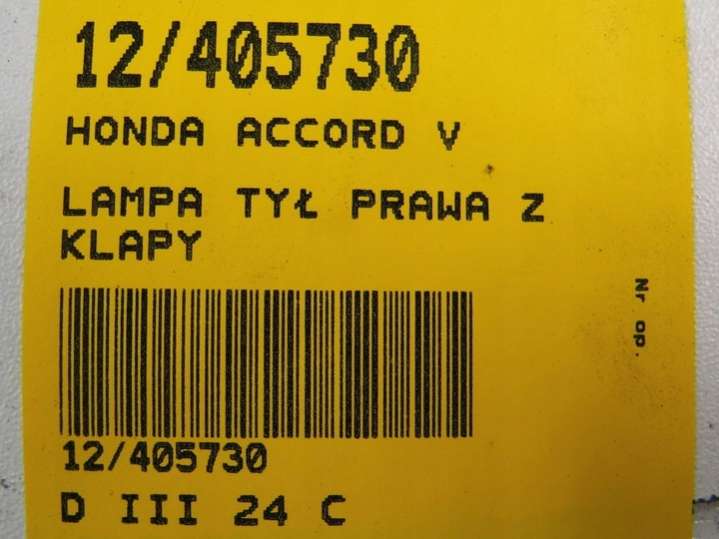 12/405730
HONDA ACCORD V
LAMPA TYŁ PRAWA Z
KLAPY
Nr op.
12/405730
D III 24 C